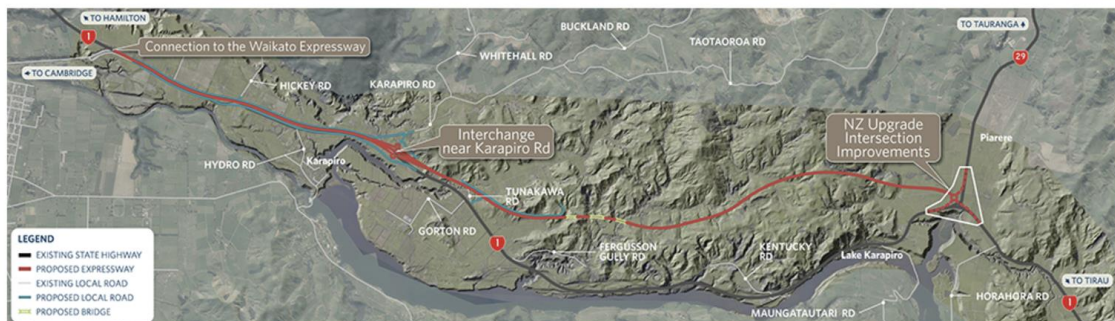 TO HAMILTON
1
Connection to the Waikato Expressway
TO CAMBRIDGE
HICKEY RD
KARAPIRO RD
WHITEHALL RD
BUCKLAND RD
TAOTAOROA RD
TO TAURANGA
29
Piarere
NZ Upgrade
Intersection
Improvements
Interchange
near Karapiro Rd
HYDRO RD
Karapiro
TUNAKAWA
RD
GORTON RD
1
FERGUSSON
GULLY RD
KENTUCKY
RD
Lake Karapiro
MAUNGATAUTARI RD
HORAHORA RD
TO TIRAU
1
LEGEND
EXISTING STATE HIGHWAY
PROPOSED EXPRESSWAY
EXISTING LOCAL ROAD
PROPOSED LOCAL ROAD
PROPOSED BRIDGE